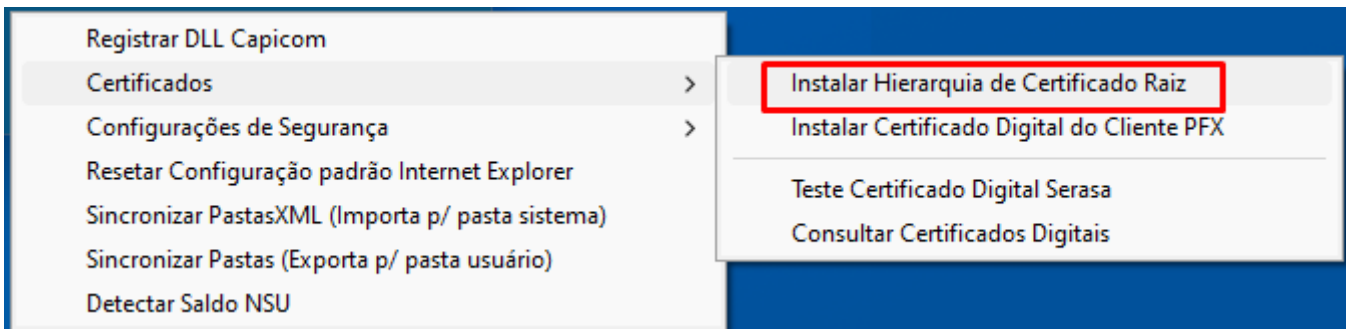 Registrar DLL Capicom
Certificados
Configurações de Segurança
Resetar Configuração padrão Internet Explorer
Sincronizar PastasXML (Importa p/ pasta sistema)
Sincronizar Pastas (Exporta p/ pasta usuário)
Detectar Saldo NSU
Instalar Hierarquia de Certificado Raiz
Instalar Certificado Digital do Cliente PFX
Teste Certificado Digital Serasa
Consultar Certificados Digitais